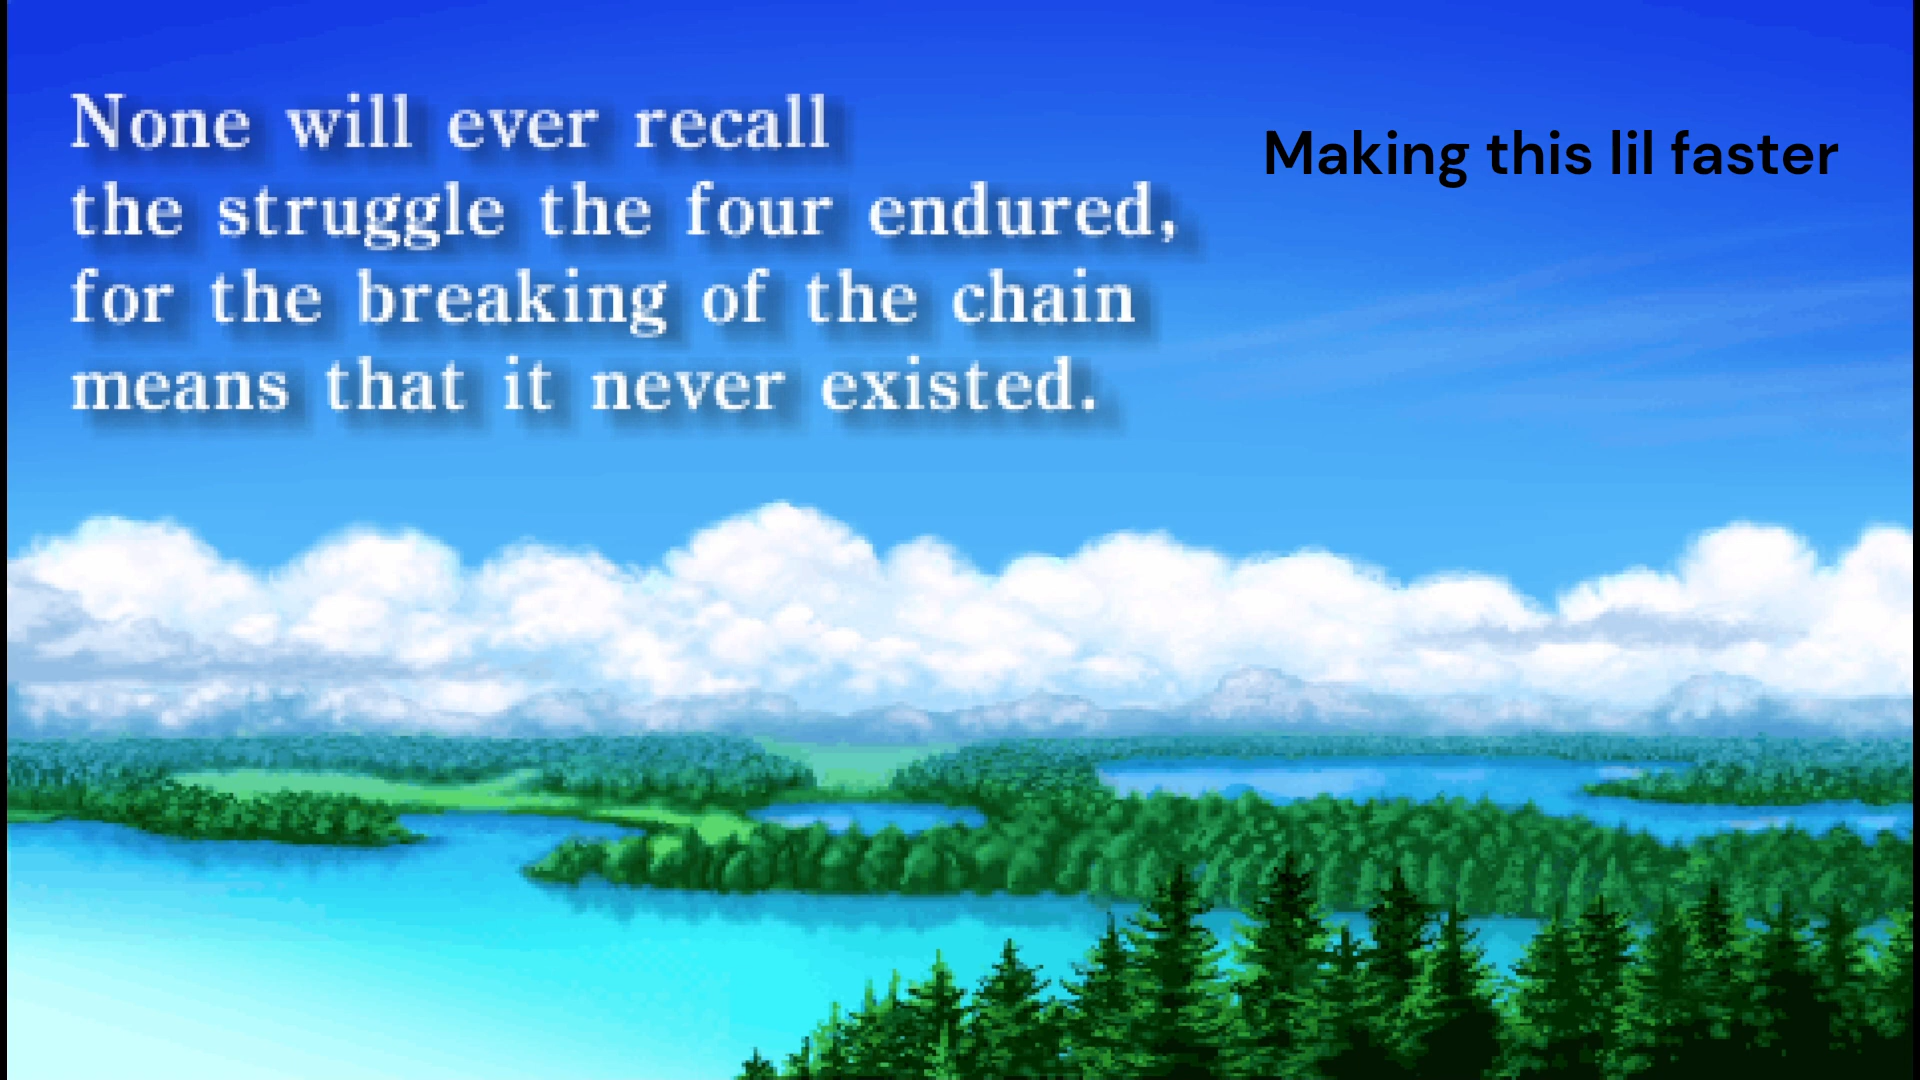 None will ever recall
the struggle the four endured,
for the breaking of the chain
means that it never existed.
Making this lil faster